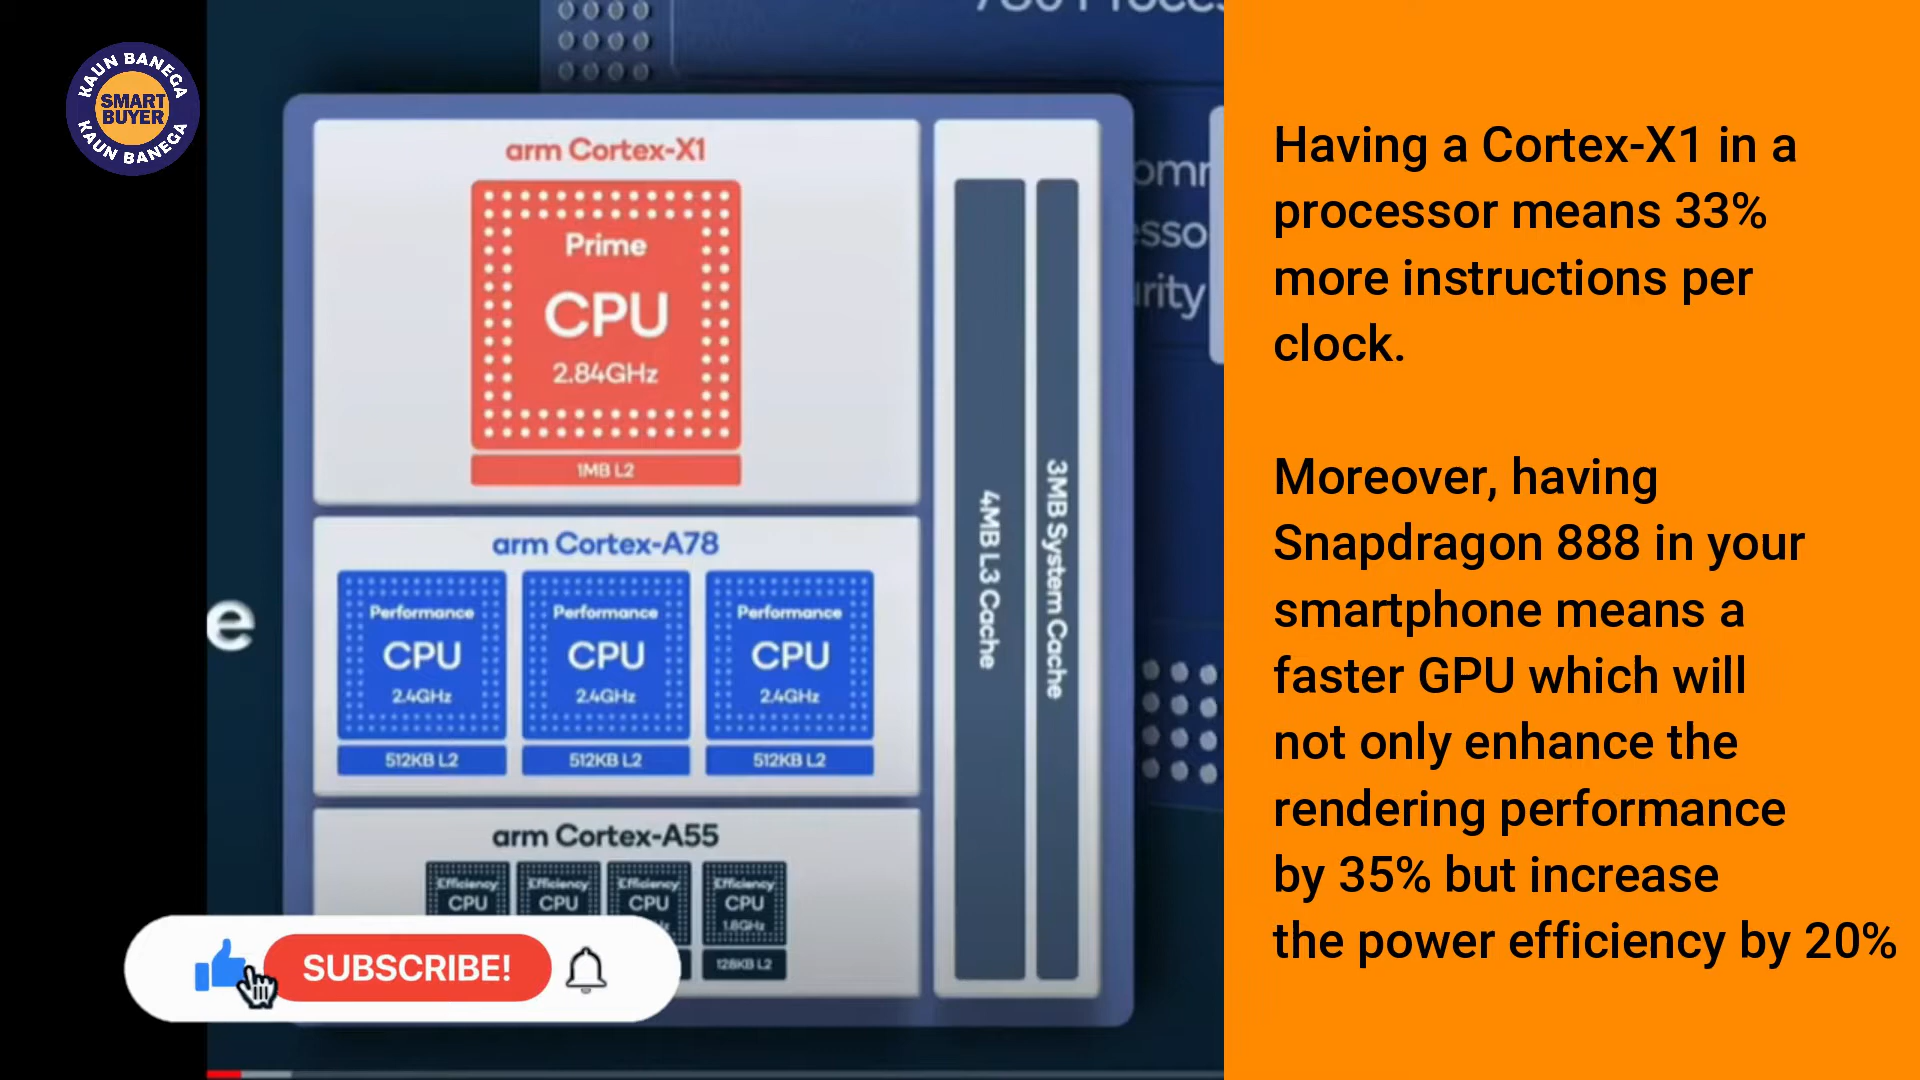 KAUN BANEGA
SMART
BUYER
KAUN BANEGA
arm Cortex-X1
Prime
CPU
2.84GHz
1MB L2
arm Cortex-A78
Performance
CPU
2.4GHz
512KB L2
Performance
CPU
2.4GHz
512KB L2
Performance
CPU
2.4GHz
512KB L2
arm Cortex-A55
Efficiency
CPU
Efficiency
CPU
Efficiency
CPU
Efficiency
CPU
1.8GHz
128KB L2
4MB L3 Cache
3MB System Cache
e
SUBSCRIBE!
Having a Cortex-X1 in a
processor means 33%
more instructions per
clock.
Moreover, having
Snapdragon 888 in your
smartphone means a
faster GPU which will
not only enhance the
rendering performance
by 35% but increase
the power efficiency by 20%